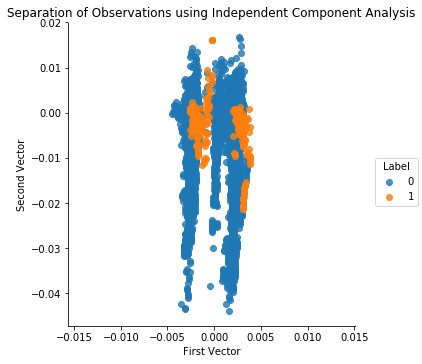 Separation of Observations using Independent Component Analysis
0.02
0.01
0.00
−0.01
−0.02
−0.03
−0.04
Second Vector
−0.015 −0.010 −0.005 0.000 0.005 0.010 0.015
First Vector
Label
0
1